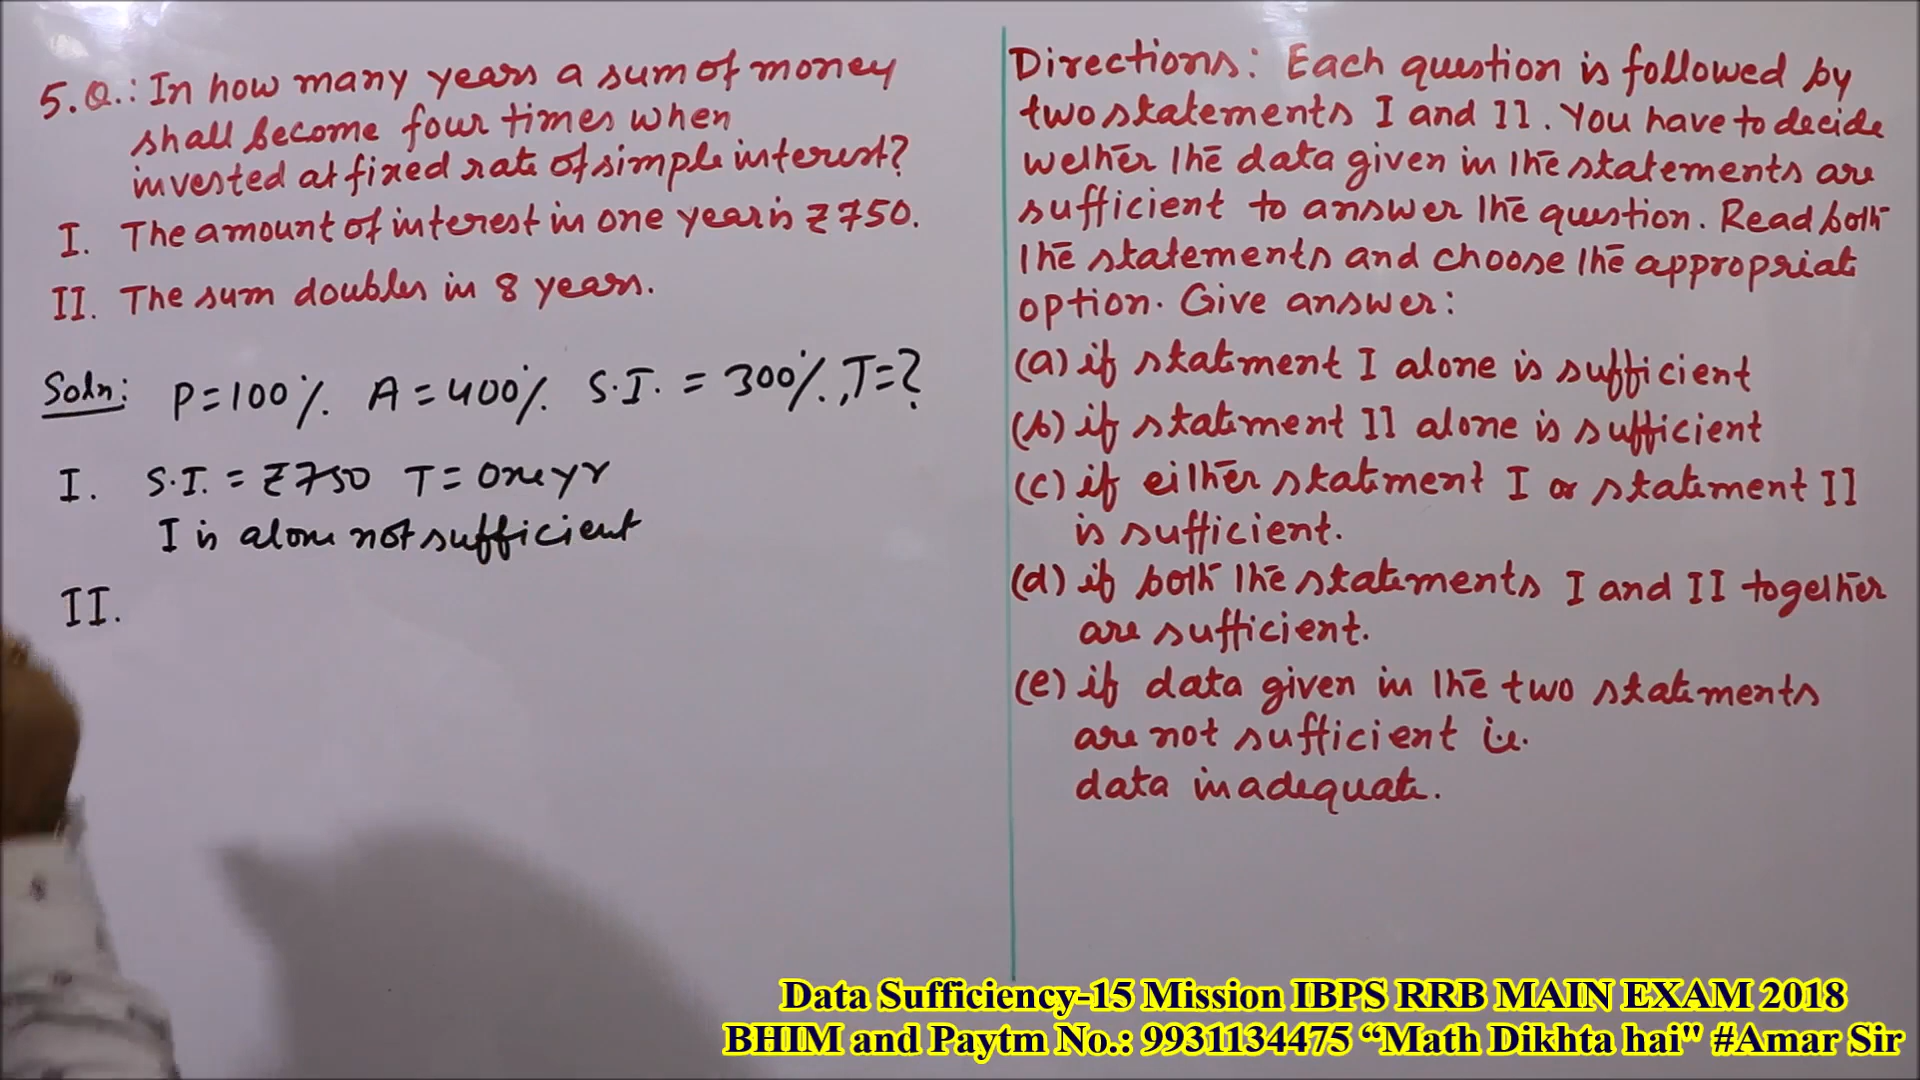 5.Q.: In how many years a sum of money
shall become four times when
invested at fixed rate of simple interest?
I. The amount of interest in one year is ₹750.
II. The sum doubles in 8 years.
Soln: P=100% A=400% S.I. = 300%, T=?
I. S.I. = ₹750 T= One yr
I is alone not sufficient
II.
Directions: Each question is followed by
two statements I and II. You have to decide
wether the data given in the statements are
sufficient to answer the question. Read both
the statements and choose the appropriat
option. Give answer:
(a) if statment I alone is sufficient
(b) if statment II alone is sufficient
(c) if either statment I or statment II
is sufficient.
(d) if both the statments I and II together
are sufficient.
(e) if data given in the two statments
are not sufficient i.e.
data inadequate.
Data Sufficiency-15 Mission IBPS RRB MAIN EXAM 2018
BHIM and Paytm No.: 9931134475 “Math Dikhta hai" #Amar Sir